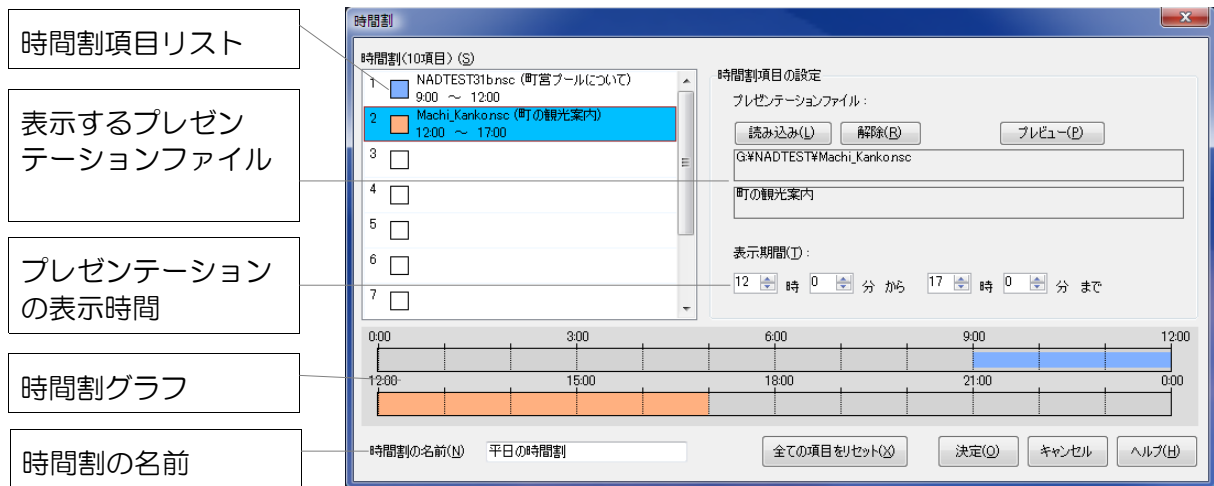 時間割項目リスト
表示するプレゼン
テーションファイル
プレゼンテーション
の表示時間
時間割グラフ
時間割の名前
時間割
時間割(10項目) (S)
1 NADTEST31b.nsc (町営プールについて)
9:00 ～ 12:00
2 Machi_Kanko.nsc (町の観光案内)
12:00 ～ 17:00
3
4
5
6
7
時間割項目の設定
プレゼンテーションファイル：
読み込み(L) 解除(R) プレビュー(P)
G:¥NADTEST¥Machi_Kanko.nsc
町の観光案内
表示期間(T)：
12 時 0 分 から 17 時 0 分 まで
0:00 3:00 6:00 9:00 12:00
12:00 15:00 18:00 21:00 0:00
時間割の名前(N) 平日の時間割 全ての項目をリセット(X) 決定(O) キャンセル ヘルプ(H)